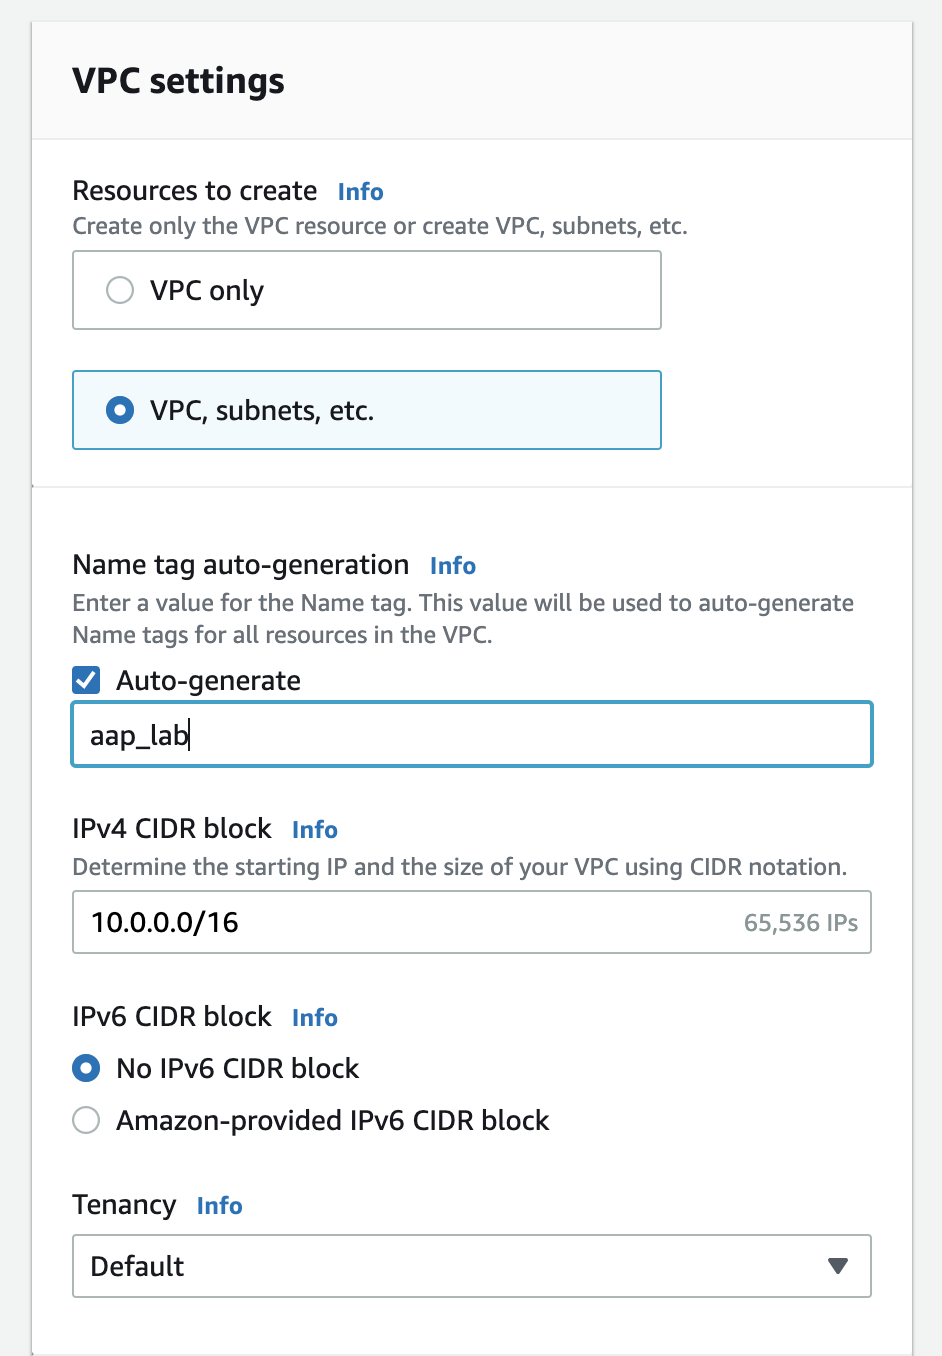 VPC settings
Resources to create Info
Create only the VPC resource or create VPC, subnets, etc.
VPC only
VPC, subnets, etc.
Name tag auto-generation Info
Enter a value for the Name tag. This value will be used to auto-generate
Name tags for all resources in the VPC.
Auto-generate
aap_lab
IPv4 CIDR block Info
Determine the starting IP and the size of your VPC using CIDR notation.
10.0.0.0/16 65,536 IPs
IPv6 CIDR block Info
No IPv6 CIDR block
Amazon-provided IPv6 CIDR block
Tenancy Info
Default